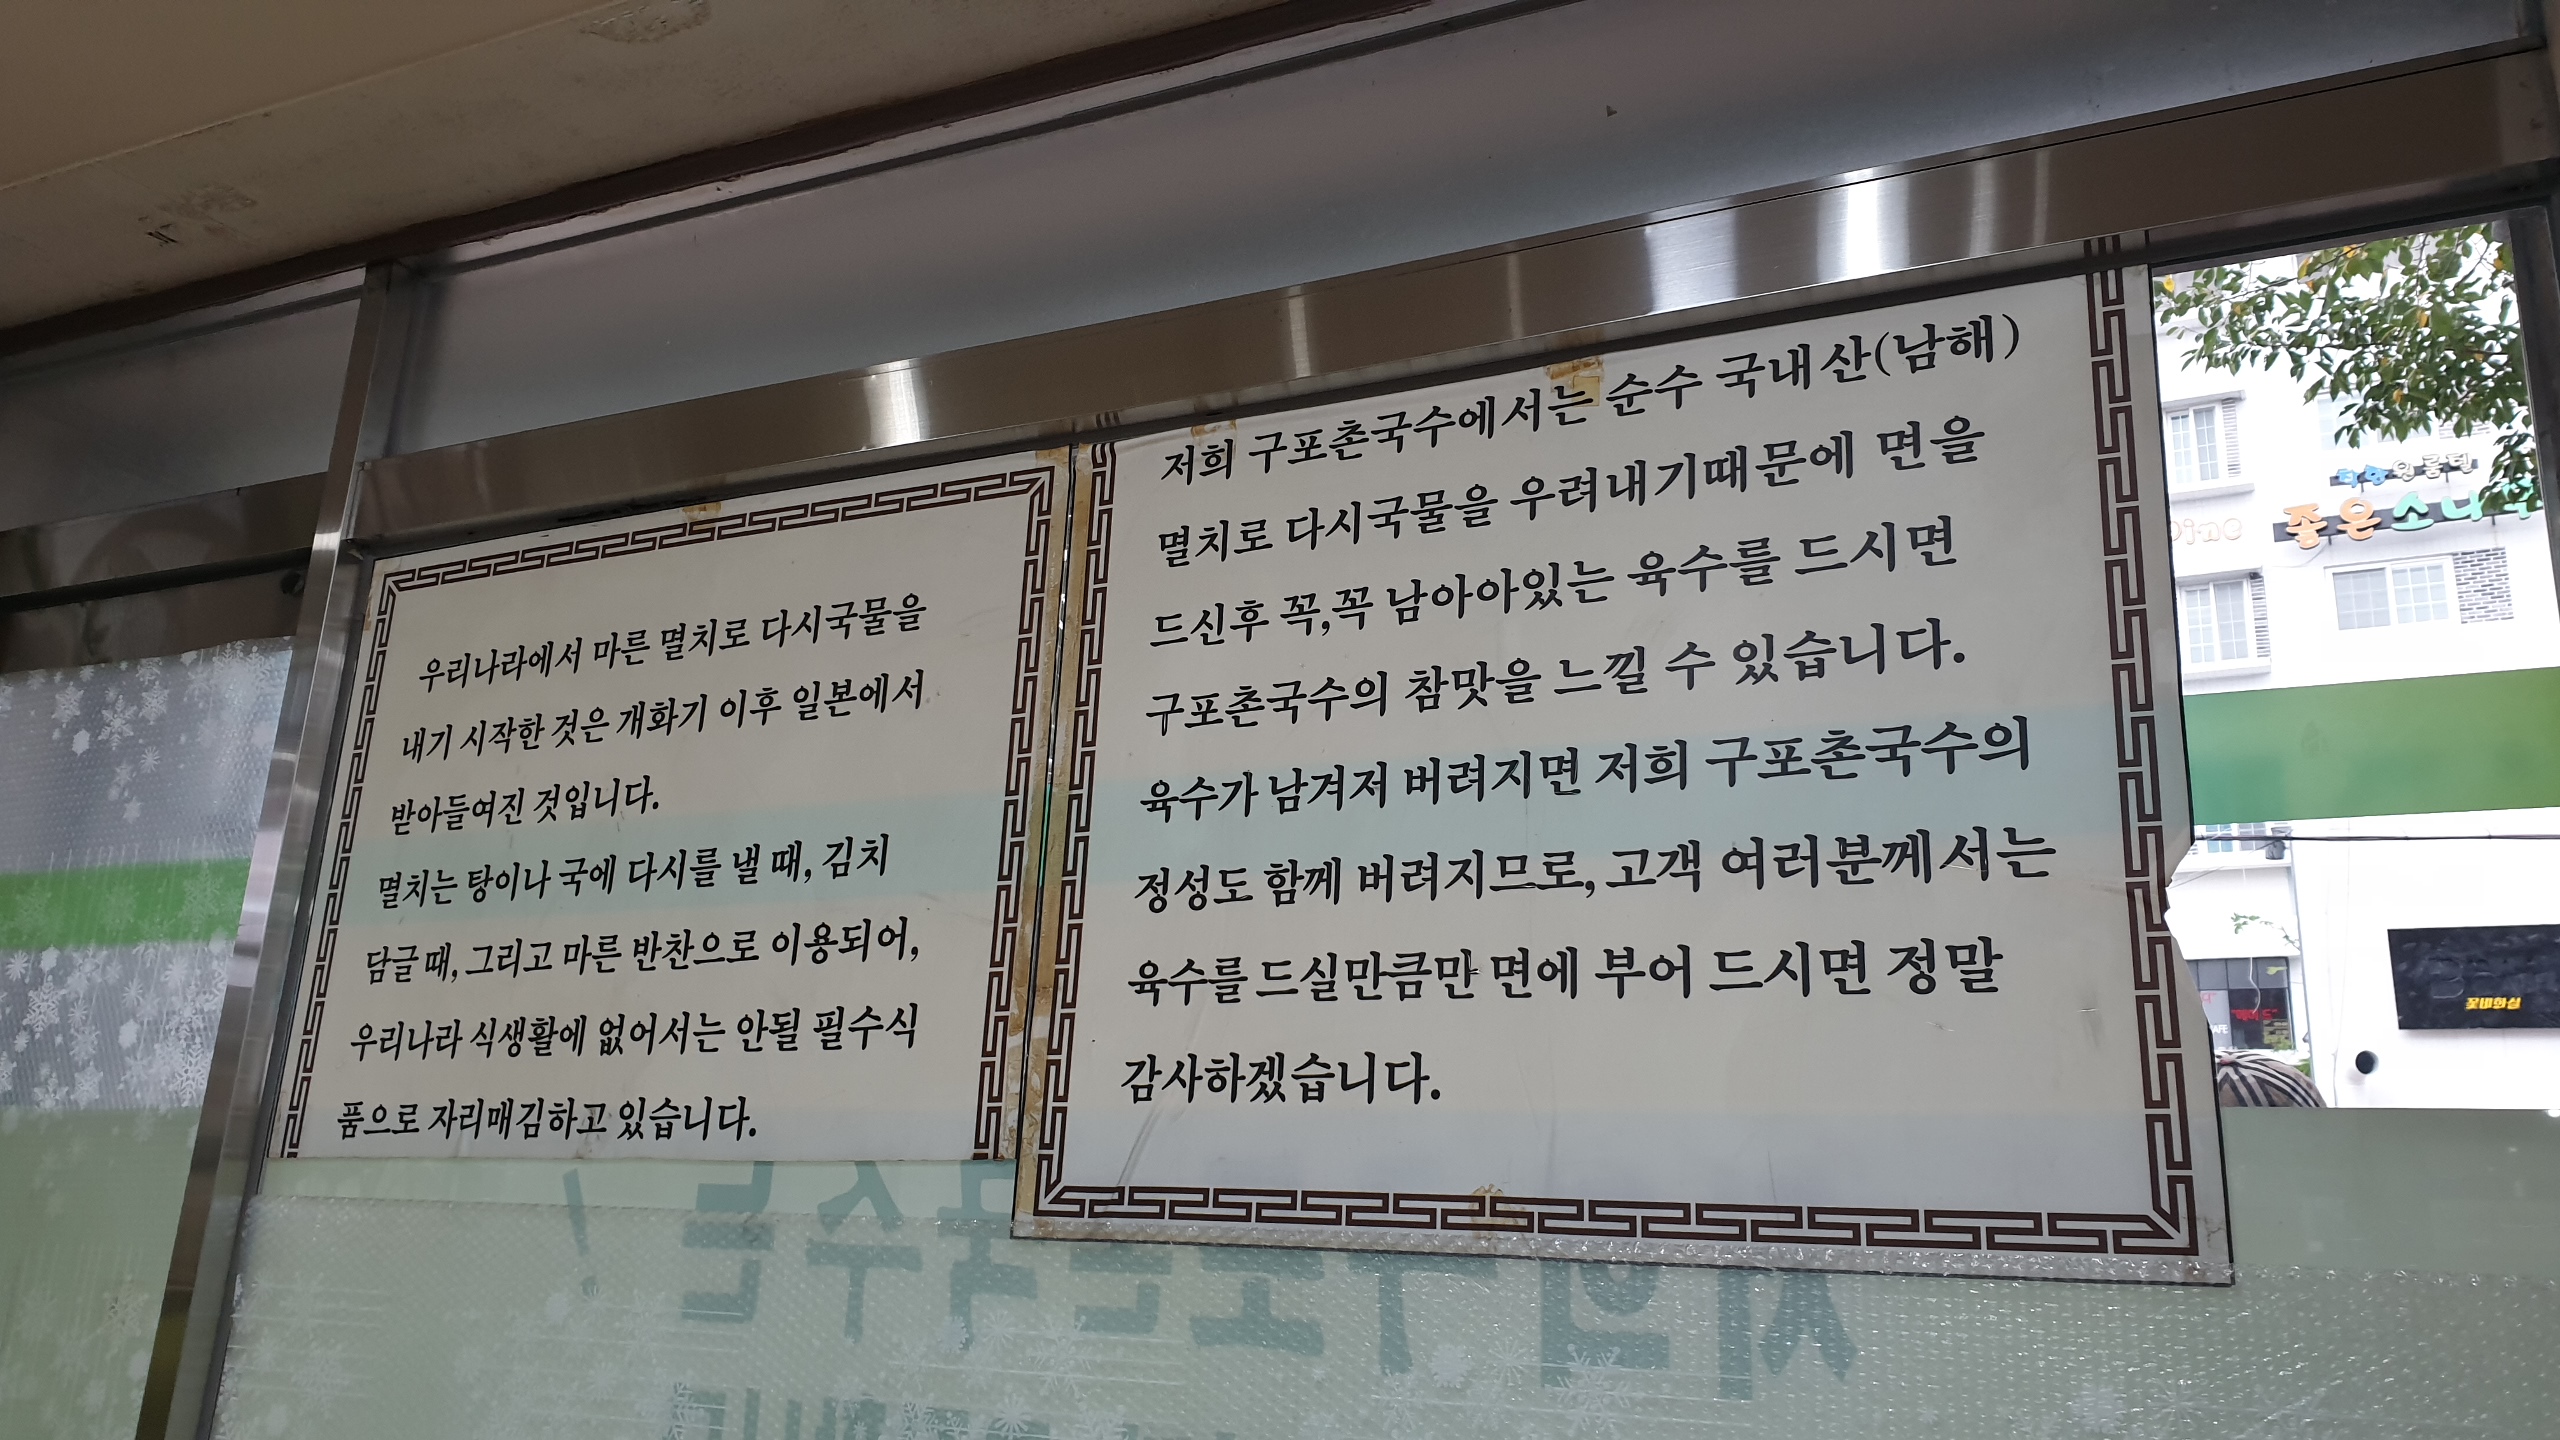 우리나라에서 마른 멸치로 다시국물을
내기 시작한 것은 개화기 이후 일본에서
받아들여진 것입니다.
멸치는 탕이나 국에 다시를 낼 때, 김치
담글 때, 그리고 마른 반찬으로 이용되어,
우리나라 식생활에 없어서는 안될 필수식
품으로 자리매김하고 있습니다.
저희 구포촌국수에서는 순수 국내산(남해)
멸치로 다시국물을 우려내기때문에 면을
드신후 꼭,꼭 남아아있는 육수를 드시면
구포촌국수의 참맛을 느낄 수 있습니다.
육수가 남겨저 버려지면 저희 구포촌국수의
정성도 함께 버려지므로, 고객 여러분께서는
육수를 드실만큼만 면에 부어 드시면 정말
감사하겠습니다.
좋은소나무
꽃비화실